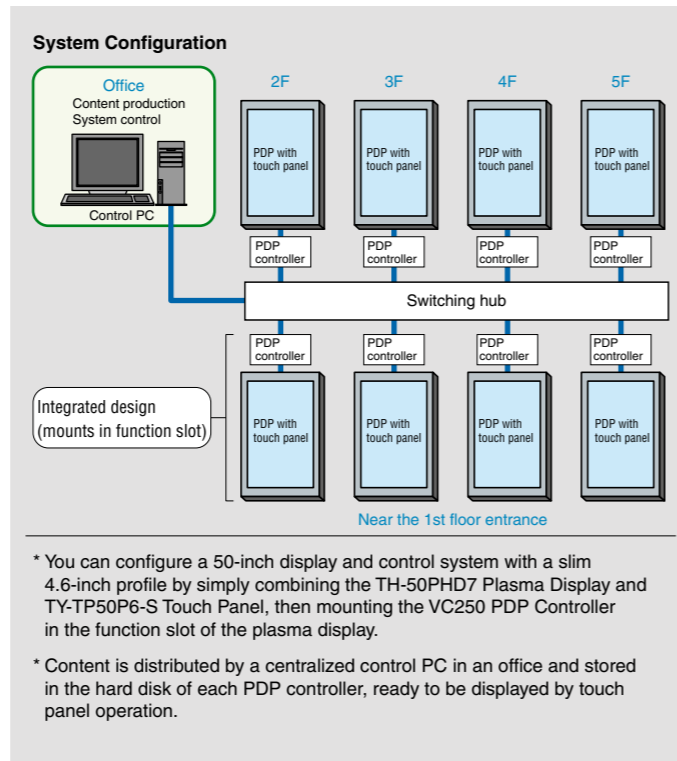 System Configuration
Office
Content production
System control
Control PC
2F
3F
4F
5F
PDP with
touch panel
PDP with
touch panel
PDP with
touch panel
PDP with
touch panel
PDP
controller
PDP
controller
PDP
controller
PDP
controller
Switching hub
PDP
controller
PDP
controller
PDP
controller
PDP
controller
Integrated design
(mounts in function slot)
PDP with
touch panel
PDP with
touch panel
PDP with
touch panel
PDP with
touch panel
Near the 1st floor entrance
* You can configure a 50-inch display and control system with a slim
4.6-inch profile by simply combining the TH-50PHD7 Plasma Display and
TY-TP50P6-S Touch Panel, then mounting the VC250 PDP Controller
in the function slot of the plasma display.
* Content is distributed by a centralized control PC in an office and stored
in the hard disk of each PDP controller, ready to be displayed by touch
panel operation.